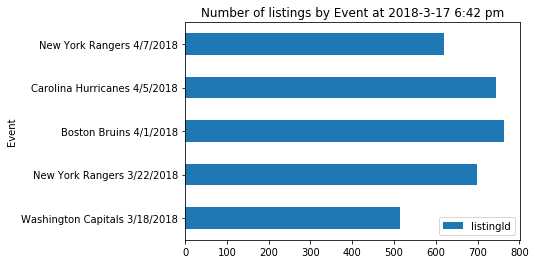 Number of listings by Event at 2018-3-17 6:42 pm
New York Rangers 4/7/2018
Carolina Hurricanes 4/5/2018
Boston Bruins 4/1/2018
New York Rangers 3/22/2018
Washington Capitals 3/18/2018
Event
listingId
0 100 200 300 400 500 600 700 800